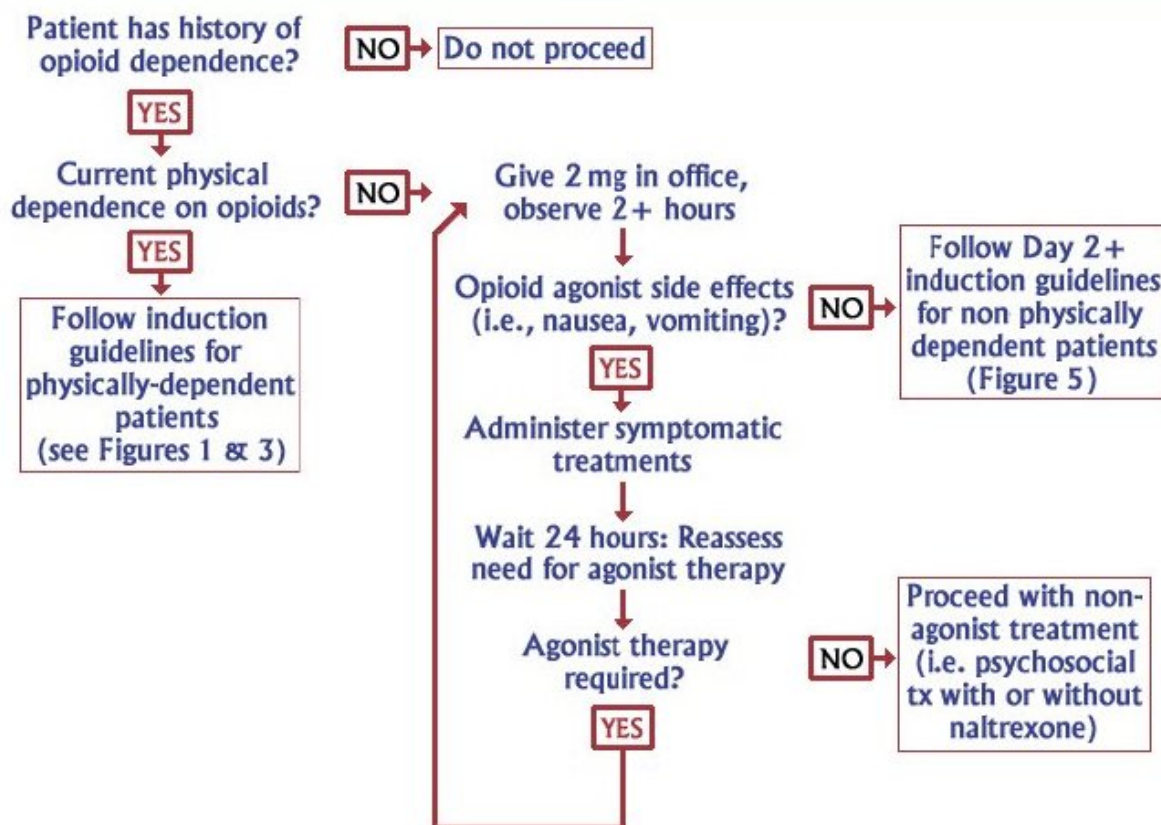 Patient has history of
opioid dependence?
NO
Do not proceed
YES
Current physical
dependence on opioids?
NO
Give 2 mg in office,
observe 2+ hours
YES
Follow induction
guidelines for
physically-dependent
patients
(see Figures 1 & 3)
Opioid agonist side effects
(i.e., nausea, vomiting)?
NO
Follow Day 2+
induction guidelines
for non physically
dependent patients
(Figure 5)
YES
Administer symptomatic
treatments
Wait 24 hours: Reassess
need for agonist therapy
Agonist therapy
required?
NO
Proceed with non-
agonist treatment
(i.e. psychosocial
tx with or without
naltrexone)
YES